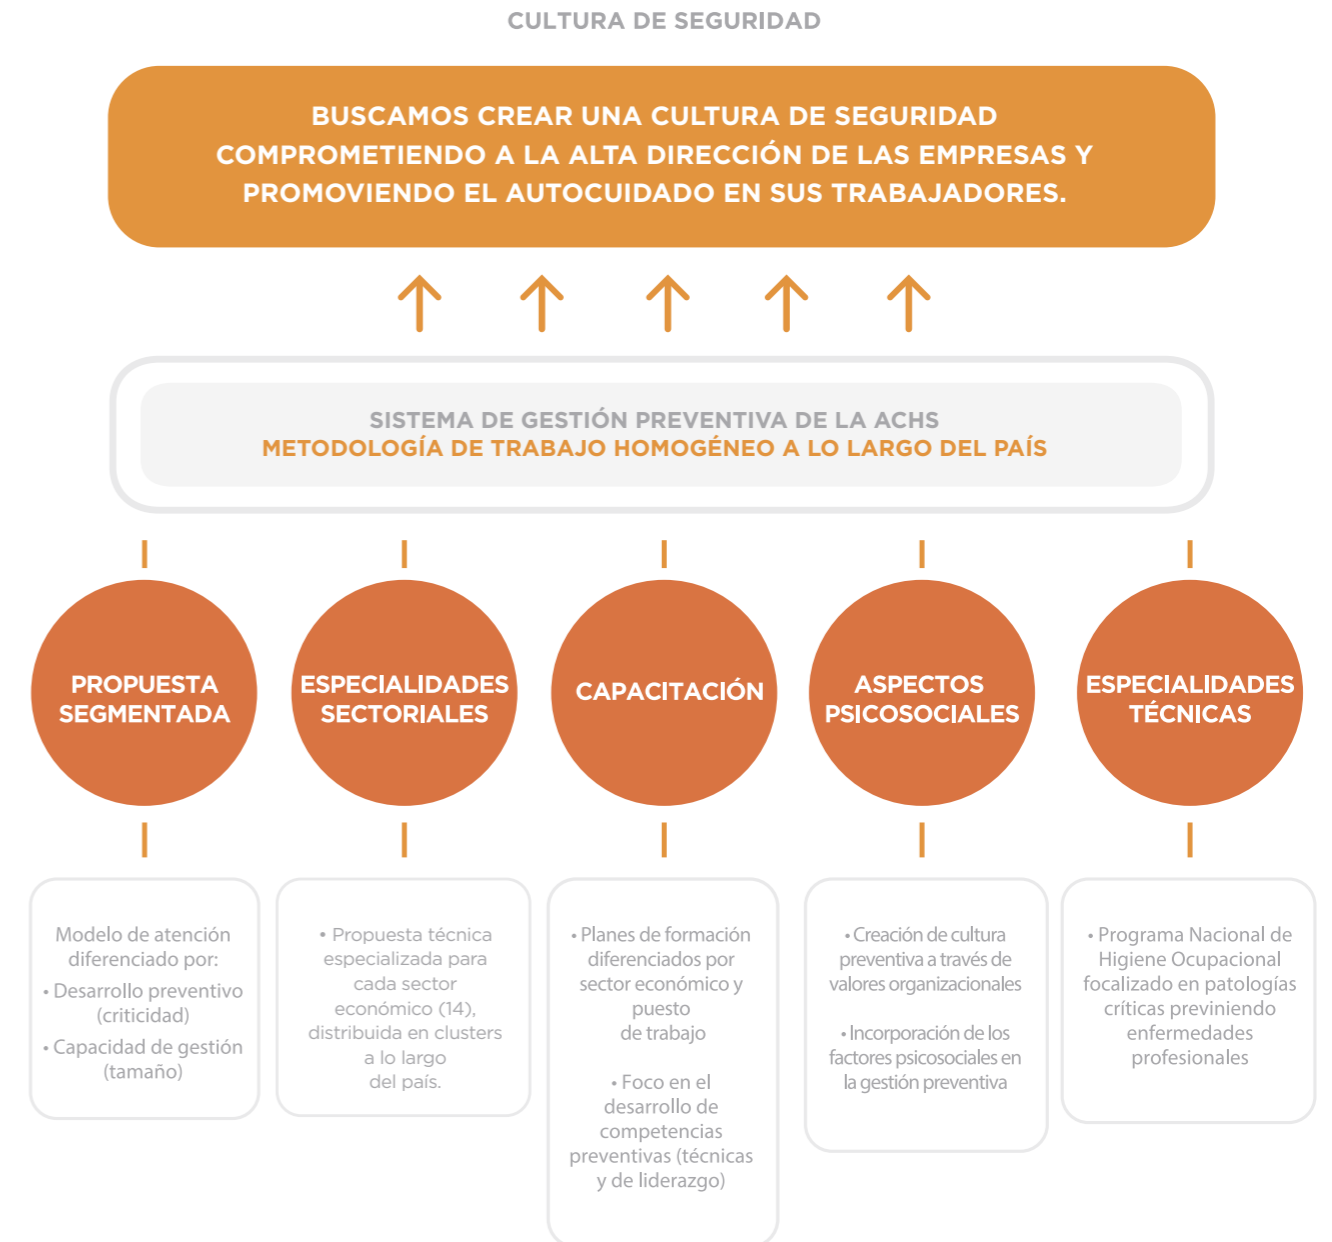 CULTURA DE SEGURIDAD
BUSCAMOS CREAR UNA CULTURA DE SEGURIDAD
COMPROMETIENDO A LA ALTA DIRECCIÓN DE LAS EMPRESAS Y
PROMOVIENDO EL AUTOCUIDADO EN SUS TRABAJADORES.
SISTEMA DE GESTIÓN PREVENTIVA DE LA ACHS
METODOLOGÍA DE TRABAJO HOMOGÉNEO A LO LARGO DEL PAÍS
PROPUESTA
SEGMENTADA
ESPECIALIDADES
SECTORIALES
CAPACITACIÓN
ASPECTOS
PSICOSOCIALES
ESPECIALIDADES
TÉCNICAS
Modelo de atención
diferenciado por:
• Desarrollo preventivo
(criticidad)
• Capacidad de gestión
(tamaño)
• Propuesta técnica
especializada para
cada sector
económico (14),
distribuida en clusters
a lo largo
del país.
• Planes de formación
diferenciados por
sector económico y
puesto
de trabajo
• Foco en el
desarrollo de
competencias
preventivas (técnicas
y de liderazgo)
• Creación de cultura
preventiva a través de
valores organizacionales
• Incorporación de los
factores psicosociales en
la gestión preventiva
• Programa Nacional de
Higiene Ocupacional
focalizado en patologías
críticas previniendo
enfermedades
profesionales